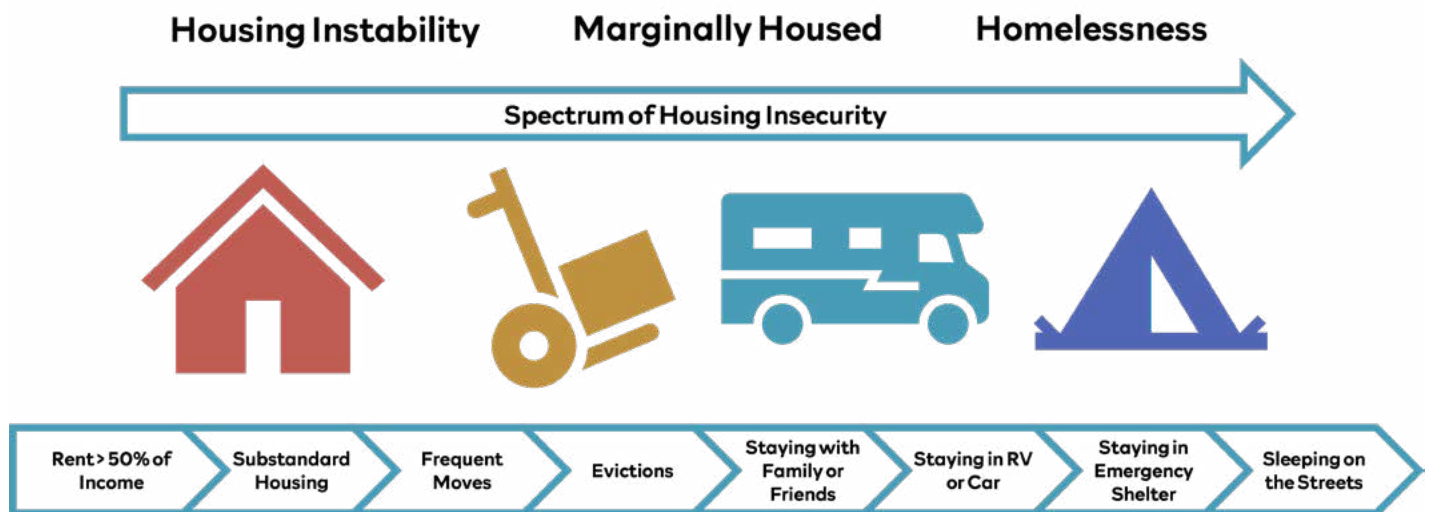 Housing Instability
Marginally Housed
Homelessness
Spectrum of Housing Insecurity
Rent > 50% of
Income
Substandard
Housing
Frequent
Moves
Evictions
Staying with
Family or
Friends
Staying in RV
or Car
Staying in
Emergency
Shelter
Sleeping on
the Streets